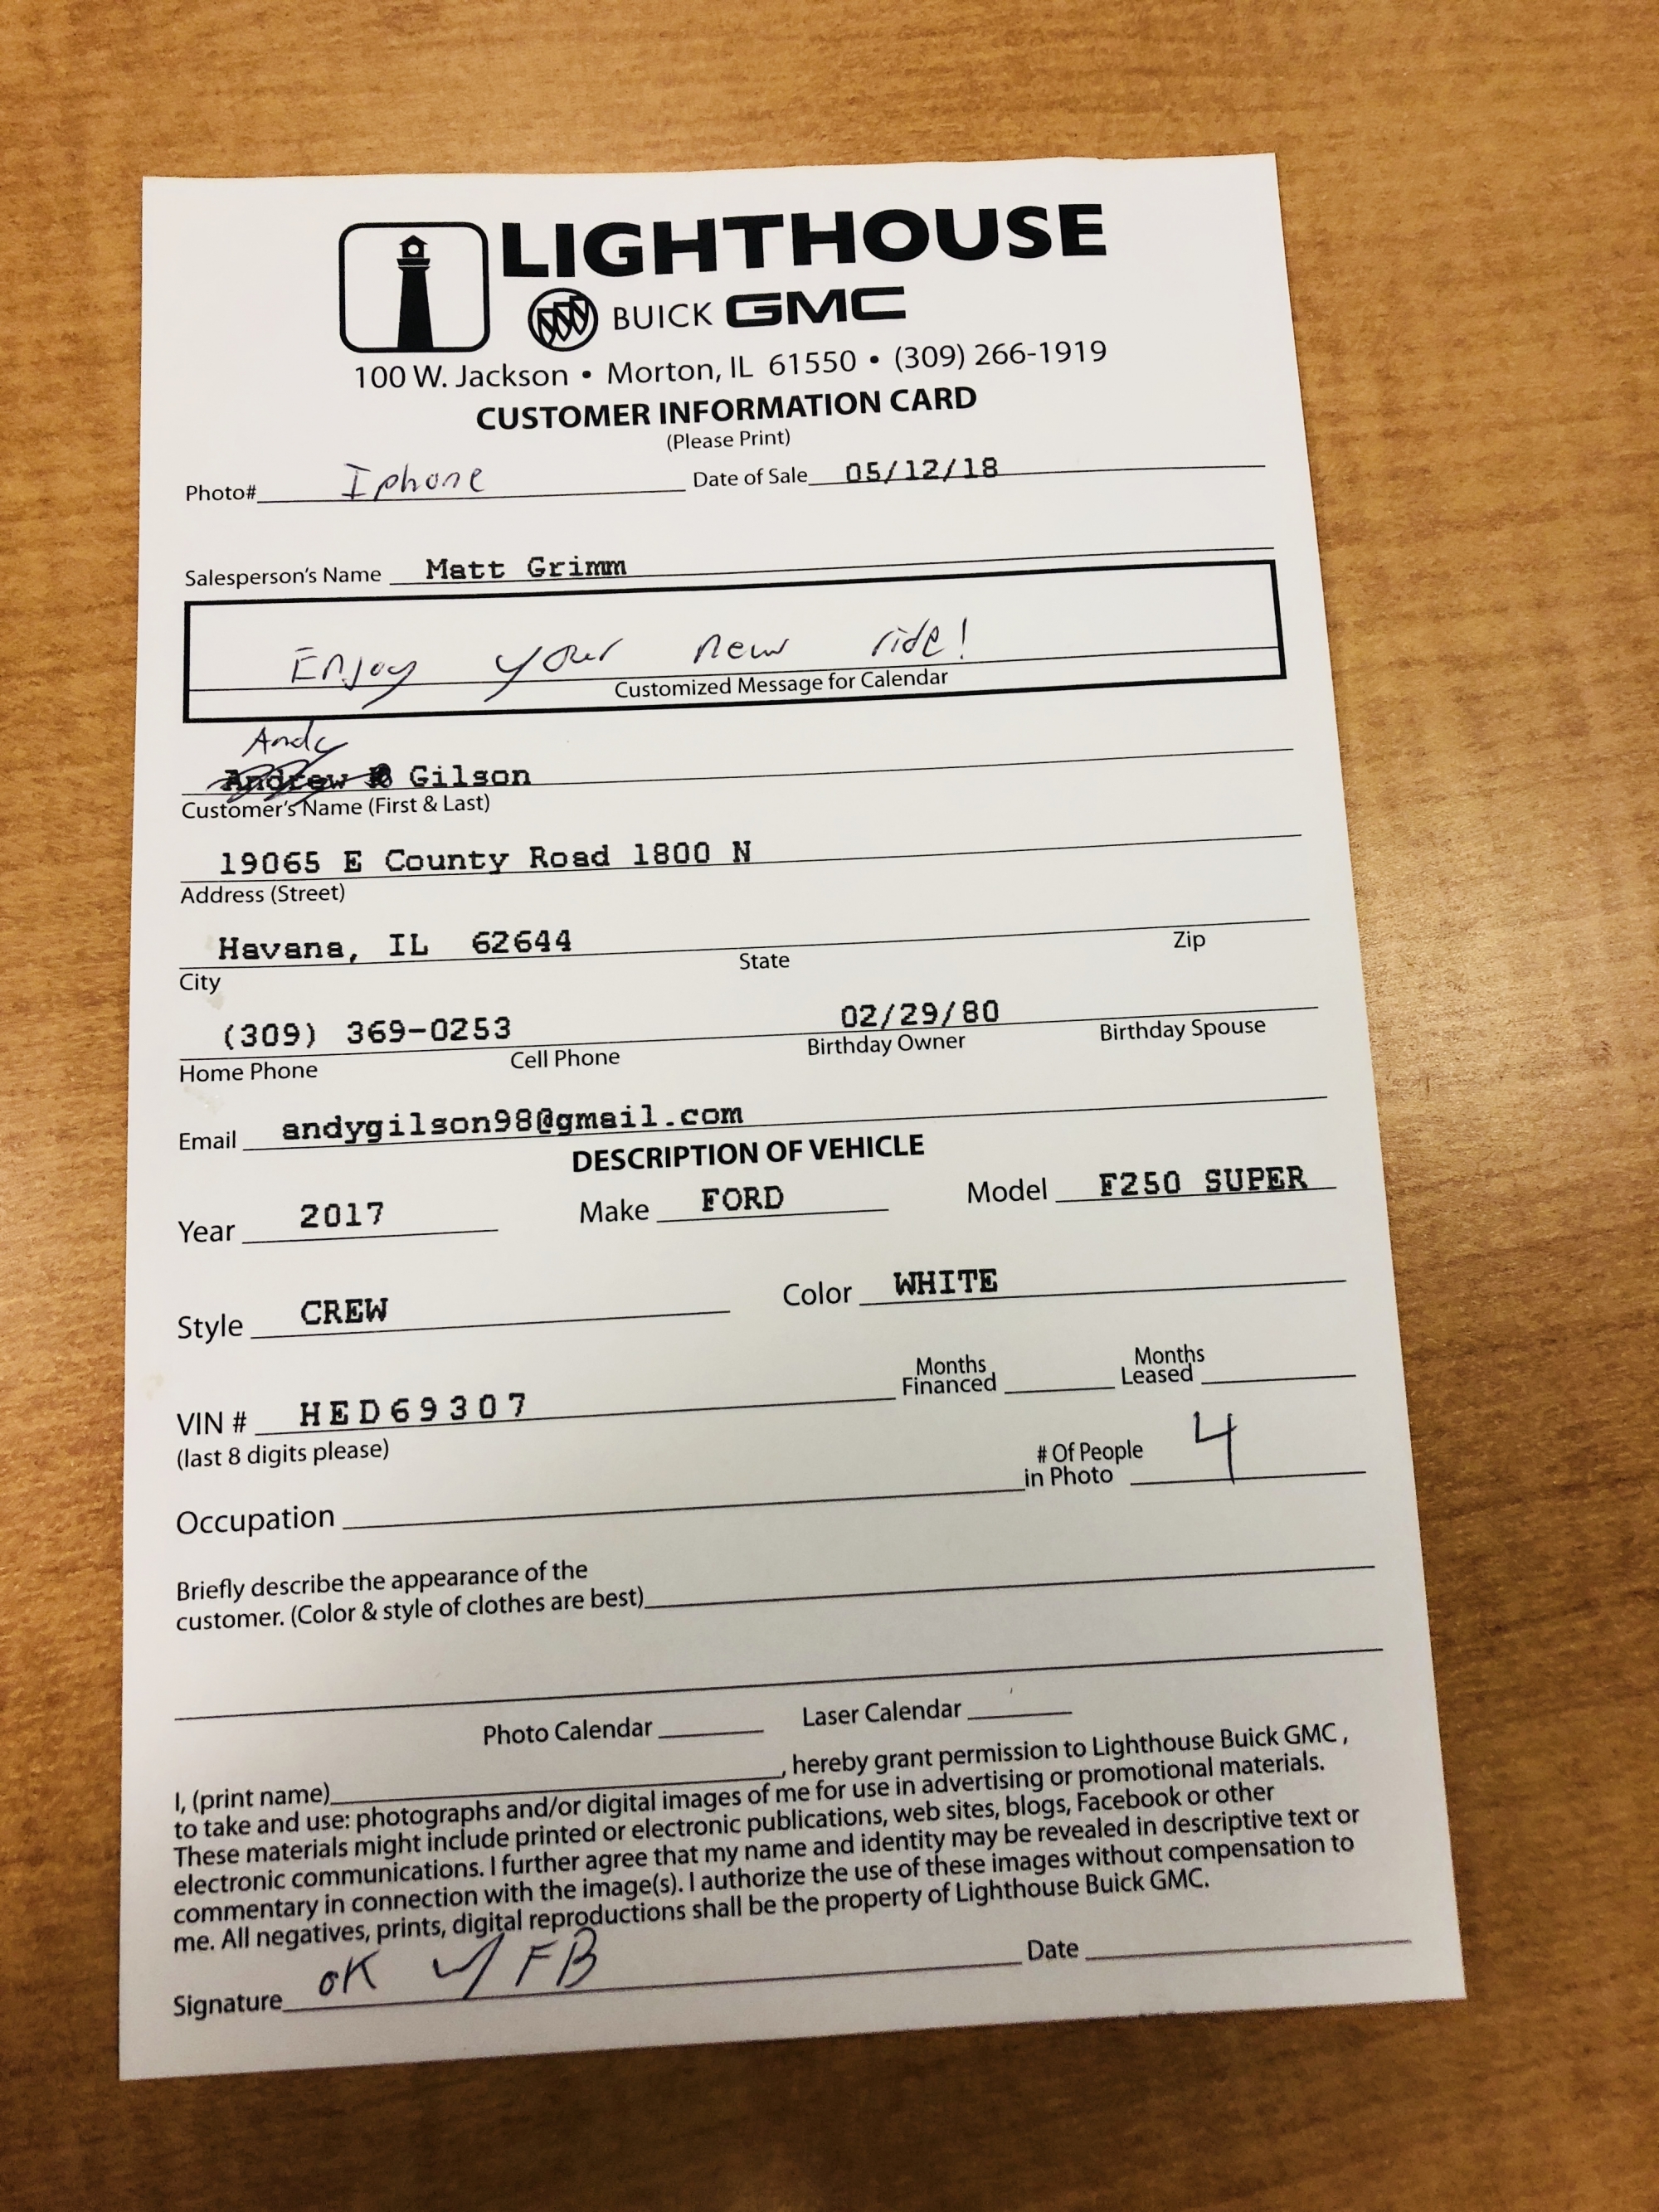 LIGHTHOUSE
BUICK GMC
100 W. Jackson • Morton, IL 61550 • (309) 266-1919
CUSTOMER INFORMATION CARD
(Please Print)
Photo# Iphone Date of Sale 05/12/18
Salesperson's Name Matt Grimm
Enjoy your new ride!
Customized Message for Calendar
Andy
Andrew Gilson
Customer's Name (First & Last)
19065 E County Road 1800 N
Address (Street)
Havana, IL 62644
City State Zip
(309) 369-0253 02/29/80
Home Phone Cell Phone Birthday Owner Birthday Spouse
Email andygilson98@gmail.com
DESCRIPTION OF VEHICLE
Year 2017 Make FORD Model F250 SUPER
Style CREW Color WHITE
VIN # HED69307 Months Financed Months Leased
(last 8 digits please)
Occupation # Of People in Photo 4
Briefly describe the appearance of the
customer. (Color & style of clothes are best)
Photo Calendar Laser Calendar
I, (print name) , hereby grant permission to Lighthouse Buick GMC ,
to take and use: photographs and/or digital images of me for use in advertising or promotional materials.
These materials might include printed or electronic publications, web sites, blogs, Facebook or other
electronic communications. I further agree that my name and identity may be revealed in descriptive text or
commentary in connection with the image(s). I authorize the use of these images without compensation to
me. All negatives, prints, digital reproductions shall be the property of Lighthouse Buick GMC.
Signature OK w/ FB Date